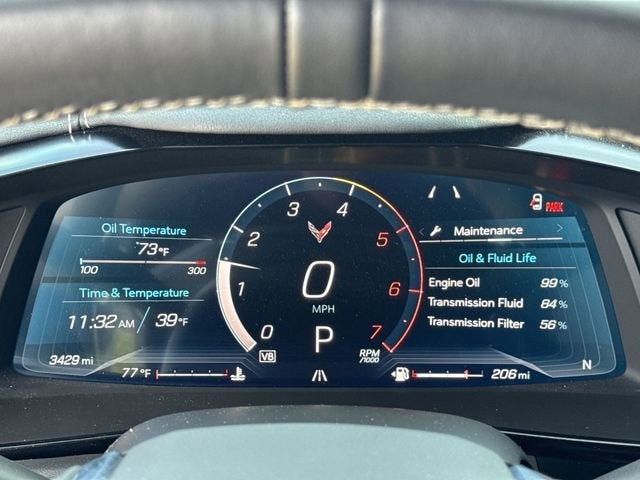 Oil Temperature
73°F
100 300
Time & Temperature
11:32 AM / 39°F
3429 mi
77°F
0 1 2 3 4 5 6 7
0
MPH
P
V8
RPM
/1000
PARK
Maintenance
Oil & Fluid Life
Engine Oil 99%
Transmission Fluid 84%
Transmission Filter 56%
N
206 mi